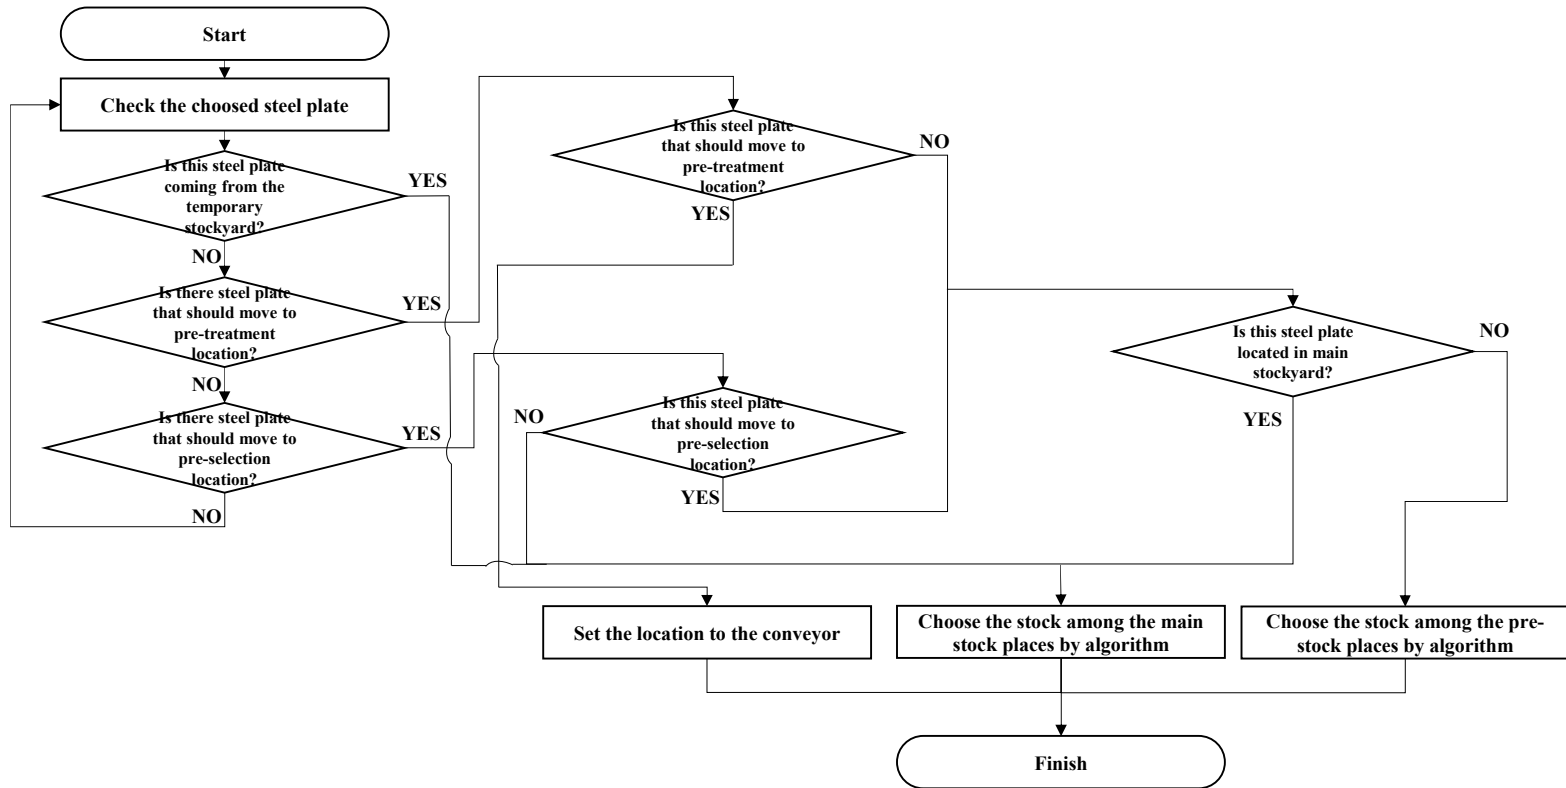 Start
Check the choosed steel plate
Is this steel plate
coming from the
temporary
stockyard?
YES
NO
Is there steel plate
that should move to
pre-treatment
location?
YES
NO
Is there steel plate
that should move to
pre-selection
location?
YES
NO
Is this steel plate
that should move to
pre-treatment
location?
NO
YES
Is this steel plate
that should move to
pre-selection
location?
NO
YES
Is this steel plate
located in main
stockyard?
NO
YES
Set the location to the conveyor
Choose the stock among the main
stock places by algorithm
Choose the stock among the pre-
stock places by algorithm
Finish